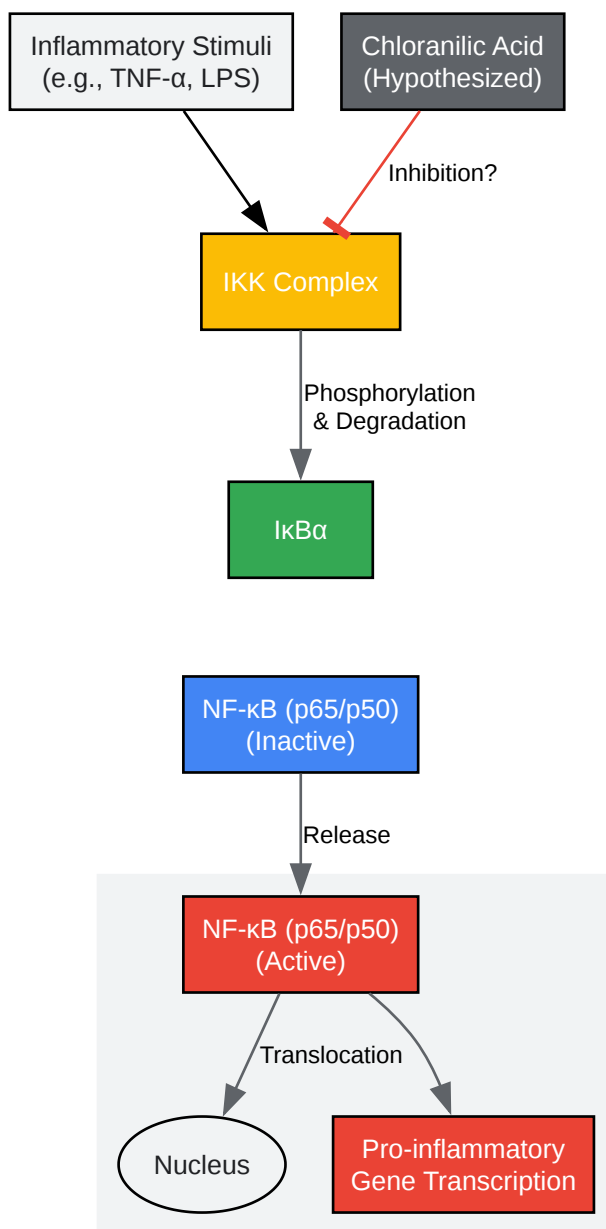 Inflammatory Stimuli
(e.g., TNF-α, LPS)
Chloranilic Acid
(Hypothesized)
Inhibition?
IKK Complex
Phosphorylation
& Degradation
IκBα
NF-κB (p65/p50)
(Inactive)
Release
NF-κB (p65/p50)
(Active)
Translocation
Nucleus
Pro-inflammatory
Gene Transcription